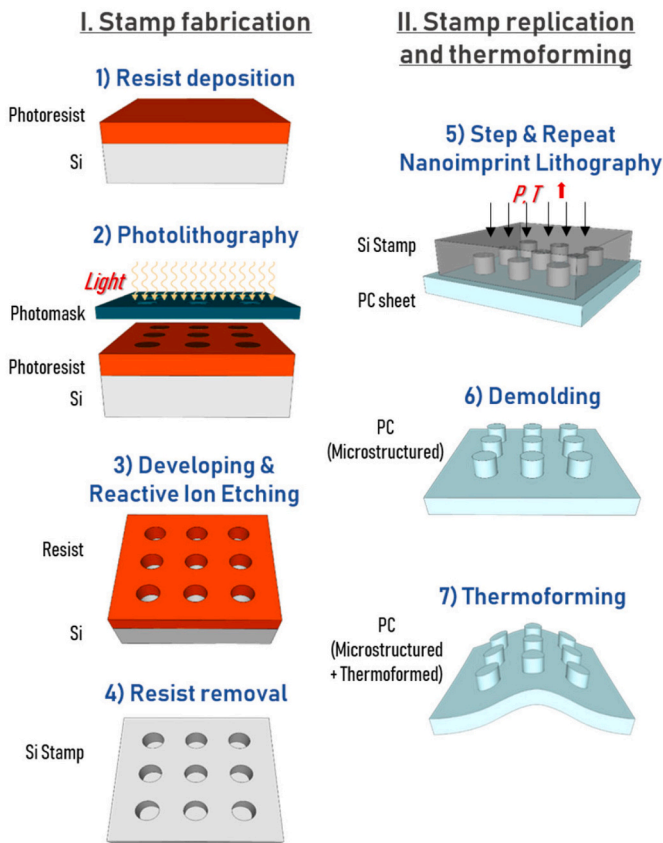 I. Stamp fabrication
1) Resist deposition
Photoresist
Si
2) Photolithography
Light
Photomask
Photoresist
Si
3) Developing &
Reactive Ion Etching
Resist
Si
4) Resist removal
Si Stamp
II. Stamp replication
and thermoforming
5) Step & Repeat
Nanoimprint Lithography
P, T
Si Stamp
PC sheet
6) Demolding
PC
(Microstructured)
7) Thermoforming
PC
(Microstructured
+ Thermoformed)